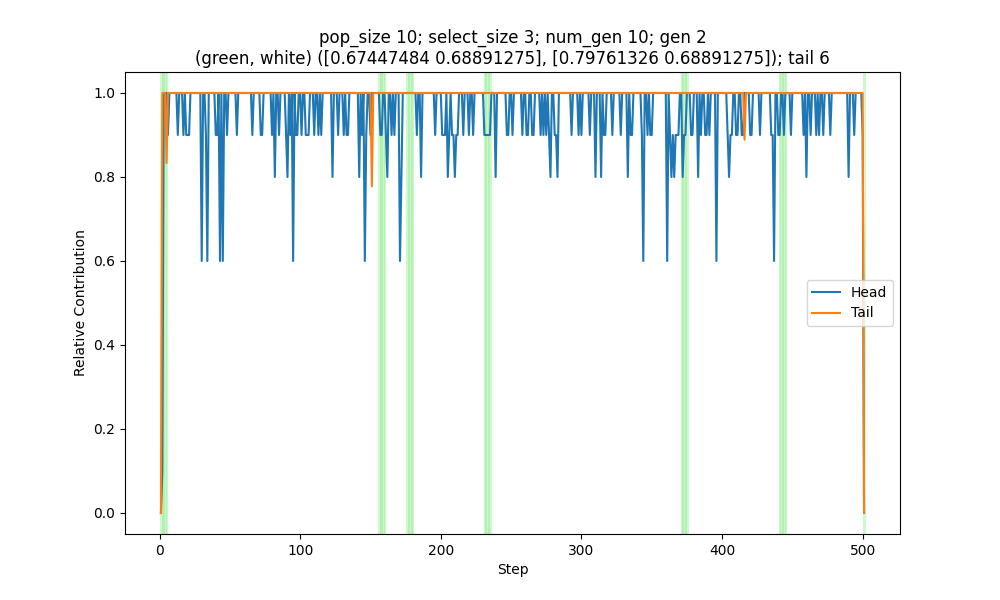 pop_size 10; select_size 3; num_gen 10; gen 2
(green, white) ([0.67447484 0.68891275], [0.79761326 0.68891275]); tail 6
1.0
0.8
0.6
0.4
0.2
0.0
Relative Contribution
Head
Tail
0
100
200
300
400
500
Step